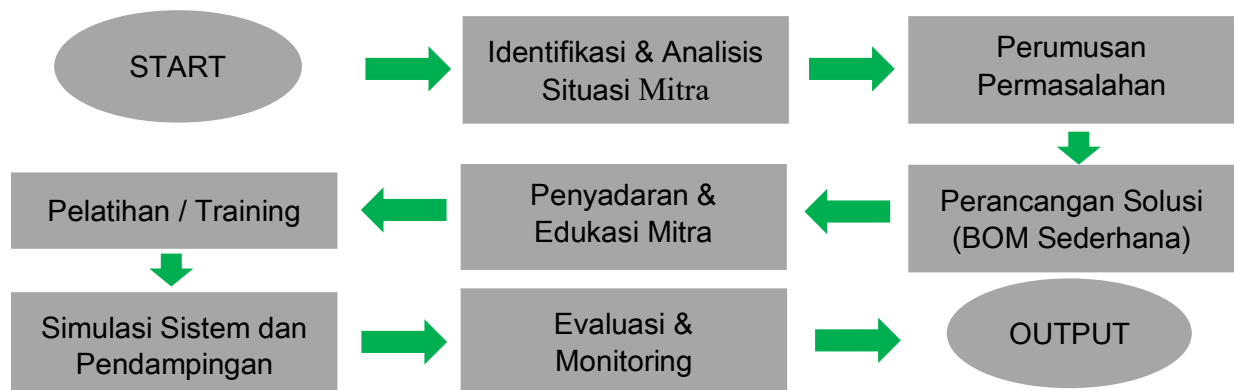 START
Identifikasi & Analisis
Situasi Mitra
Perumusan
Permasalahan
Perancangan Solusi
(BOM Sederhana)
Penyadaran &
Edukasi Mitra
Pelatihan / Training
Simulasi Sistem dan
Pendampingan
Evaluasi &
Monitoring
OUTPUT